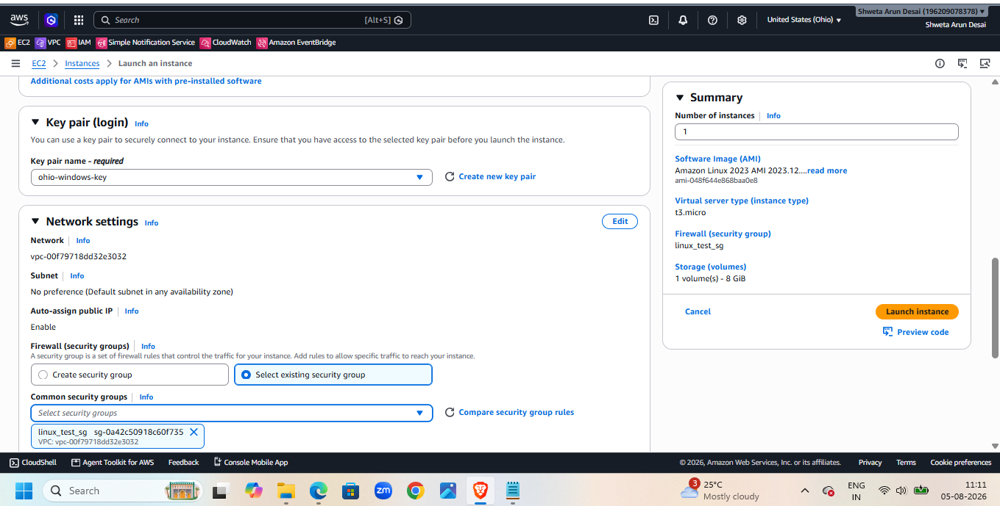 aws
Search [Alt+S]
United States (Ohio) ▼
Shweta Arun Desai (196209078378) ▼
Shweta Arun Desai
EC2 VPC IAM Simple Notification Service CloudWatch Amazon EventBridge
EC2 > Instances > Launch an instance
Additional costs apply for AMIs with pre-installed software
Key pair (login) Info
You can use a key pair to securely connect to your instance. Ensure that you have access to the selected key pair before you launch the instance.
Key pair name - required
ohio-windows-key
Create new key pair
Network settings Info
Edit
Network Info
vpc-00f79718dd32e3032
Subnet Info
No preference (Default subnet in any availability zone)
Auto-assign public IP Info
Enable
Firewall (security groups) Info
A security group is a set of firewall rules that control the traffic for your instance. Add rules to allow specific traffic to reach your instance.
Create security group
Select existing security group
Common security groups Info
Select security groups
Compare security group rules
linux_test_sg sg-0a42c50918c60f735
VPC: vpc-00f79718dd32e3032
Summary
Number of instances Info
1
Software Image (AMI)
Amazon Linux 2023 AMI 2023.12....read more
ami-048f644e868baa0e8
Virtual server type (instance type)
t3.micro
Firewall (security group)
linux_test_sg
Storage (volumes)
1 volume(s) - 8 GiB
Cancel
Launch instance
Preview code
CloudShell Agent Toolkit for AWS Feedback Console Mobile App
© 2026, Amazon Web Services, Inc. or its affiliates. Privacy Terms Cookie preferences
Search
zm
3
25°C
Mostly cloudy
ENG
IN
11:11
05-08-2026